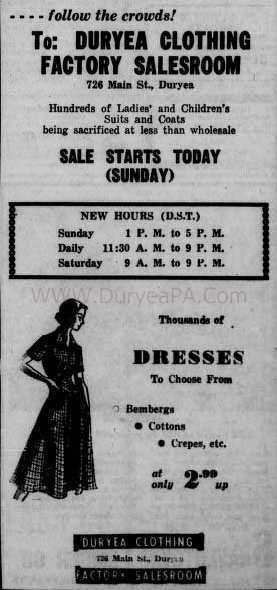 - - - - follow the crowds!
To: DURYEA CLOTHING
FACTORY SALESROOM
726 Main St., Duryea
Hundreds of Ladies' and Children's
Suits and Coats
being sacrificed at less than wholesale
SALE STARTS TODAY
(SUNDAY)
NEW HOURS (D.S.T.)
Sunday 1 P. M. to 5 P. M.
Daily 11:30 A. M. to 9 P. M.
Saturday 9 A. M. to 9 P. M.
WWW.DuryeaPA.Com
Thousands of
DRESSES
To Choose From
Bembergs
● Cottons
● Crepes, etc.
at only 2.99 up
DURYEA CLOTHING
726 Main St., Duryea
FACTORY SALESROOM